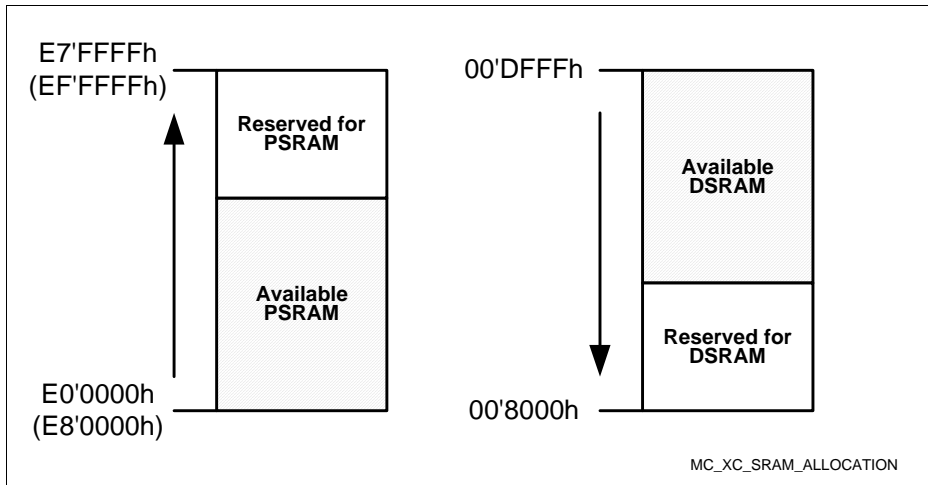 E7'FFFFh
(EF'FFFFh)
Reserved for
PSRAM
Available
PSRAM
E0'0000h
(E8'0000h)
00'DFFFh
Available
DSRAM
Reserved for
DSRAM
00'8000h
MC_XC_SRAM_ALLOCATION